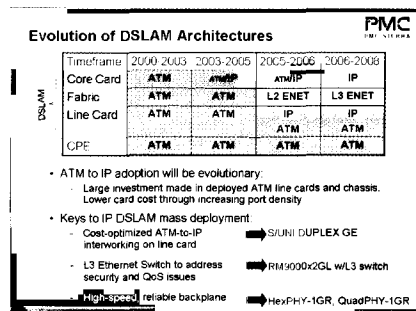 PMC
PMC-SIERRA
Evolution of DSLAM Architectures
Timeframe 2000-2003 2003-2005 2005-2006 2006-2008
Core Card ATM ATM/IP ATM/IP IP
Fabric ATM ATM L2 ENET L3 ENET
DSLAM
Line Card ATM ATM IP IP
ATM ATM
CPE ATM ATM ATM ATM
• ATM to IP adoption will be evolutionary:
- Large investment made in deployed ATM line cards and chassis.
Lower card cost through increasing port density
• Keys to IP DSLAM mass deployment
- Cost-optimized ATM-to-IP interworking on line card
S/UNI DUPLEX GE
- L3 Ethernet Switch to address security and QoS issues
RM9000x2GL w/L3 switch
- High-speed, reliable backplane
HexPHY-1GR, QuadPHY-1GR